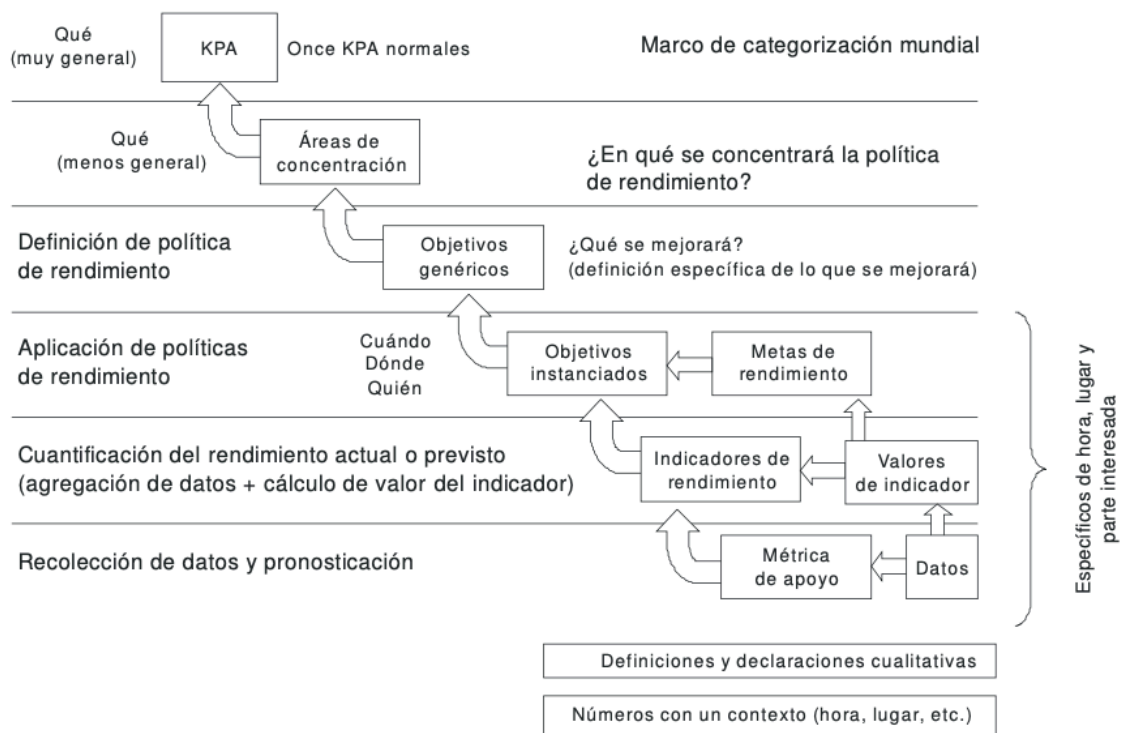 Qué
(muy general)
KPA
Once KPA normales
Marco de categorización mundial
Qué
(menos general)
Áreas de
concentración
¿En qué se concentrará la política
de rendimiento?
Definición de política
de rendimiento
Objetivos
genéricos
¿Qué se mejorará?
(definición específica de lo que se mejorará)
Aplicación de políticas
de rendimiento
Cuándo
Dónde
Quién
Objetivos
instanciados
Metas de
rendimiento
Cuantificación del rendimiento actual o previsto
(agregación de datos + cálculo de valor del indicador)
Indicadores de
rendimiento
Valores
de indicador
Recolección de datos y pronosticación
Métrica
de apoyo
Datos
Específicos de hora, lugar y
parte interesada
Definiciones y declaraciones cualitativas
Números con un contexto (hora, lugar, etc.)